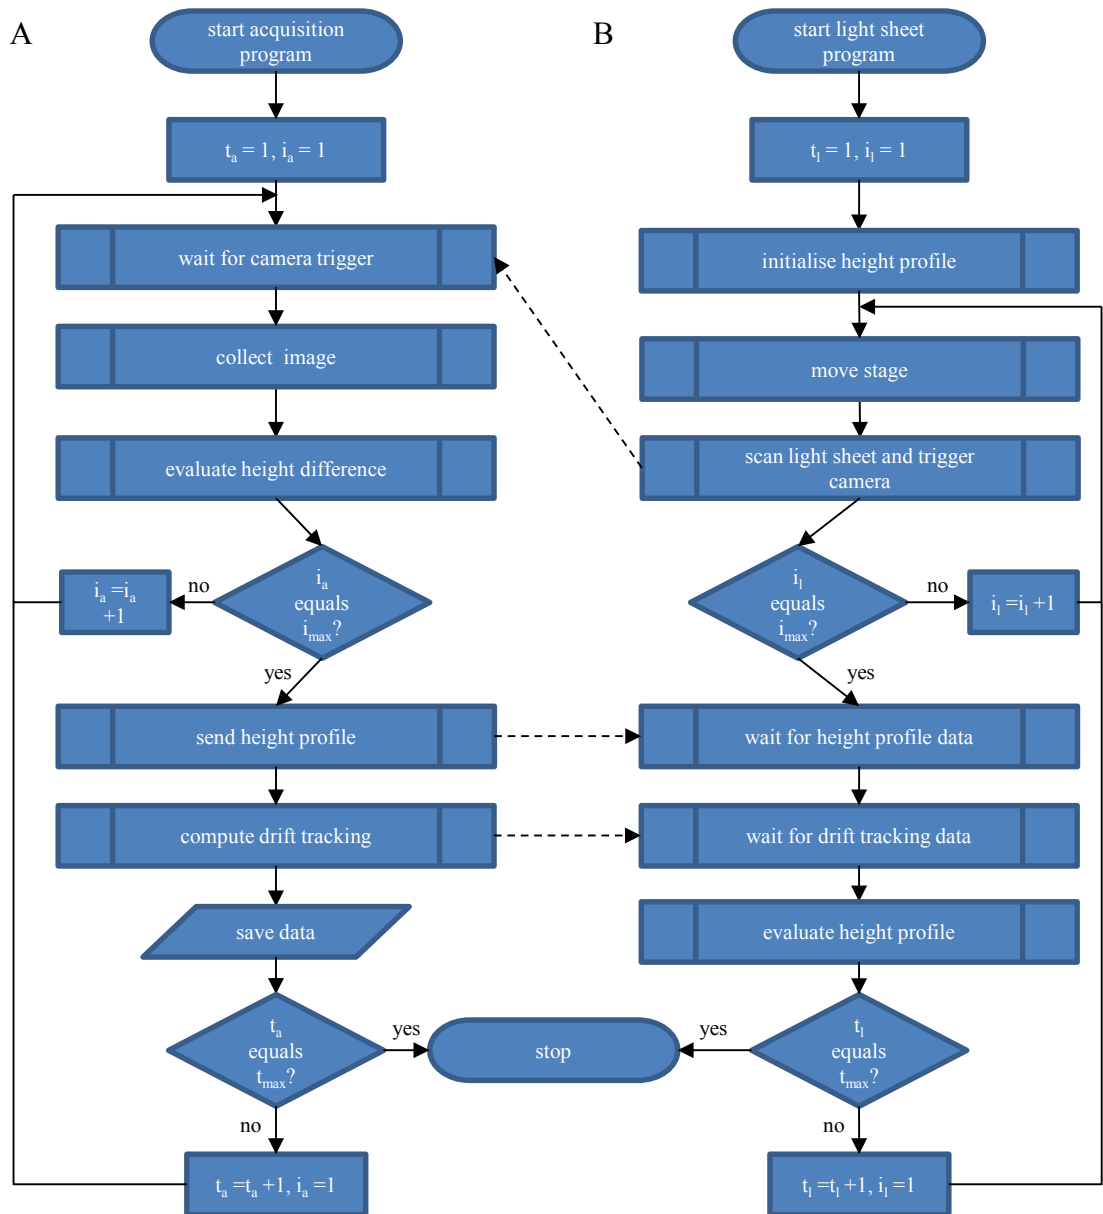 A
start acquisition
program
t_a = 1, i_a = 1
wait for camera trigger
collect image
evaluate height difference
i_a
equals
i_max?
no
i_a =i_a
+1
yes
send height profile
compute drift tracking
save data
t_a
equals
t_max?
yes
no
t_a =t_a +1, i_a =1
stop
B
start light sheet
program
t_l = 1, i_l = 1
initialise height profile
move stage
scan light sheet and trigger
camera
i_l
equals
i_max?
no
i_l =i_l +1
yes
wait for height profile data
wait for drift tracking data
evaluate height profile
t_l
equals
t_max?
yes
no
t_l =t_l +1, i_l =1